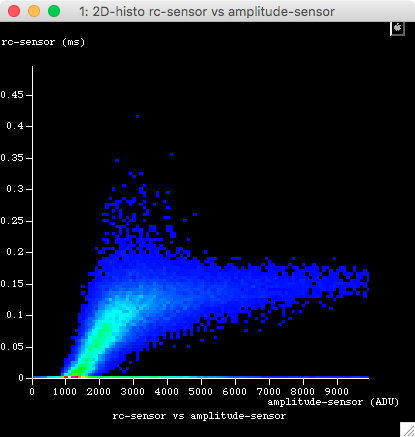 1: 2D-histo rc-sensor vs amplitude-sensor
rc-sensor (ms)
0.45
0.4
0.35
0.3
0.25
0.2
0.15
0.1
0.05
0
0 1000 2000 3000 4000 5000 6000 7000 8000 9000
amplitude-sensor (ADU)
rc-sensor vs amplitude-sensor